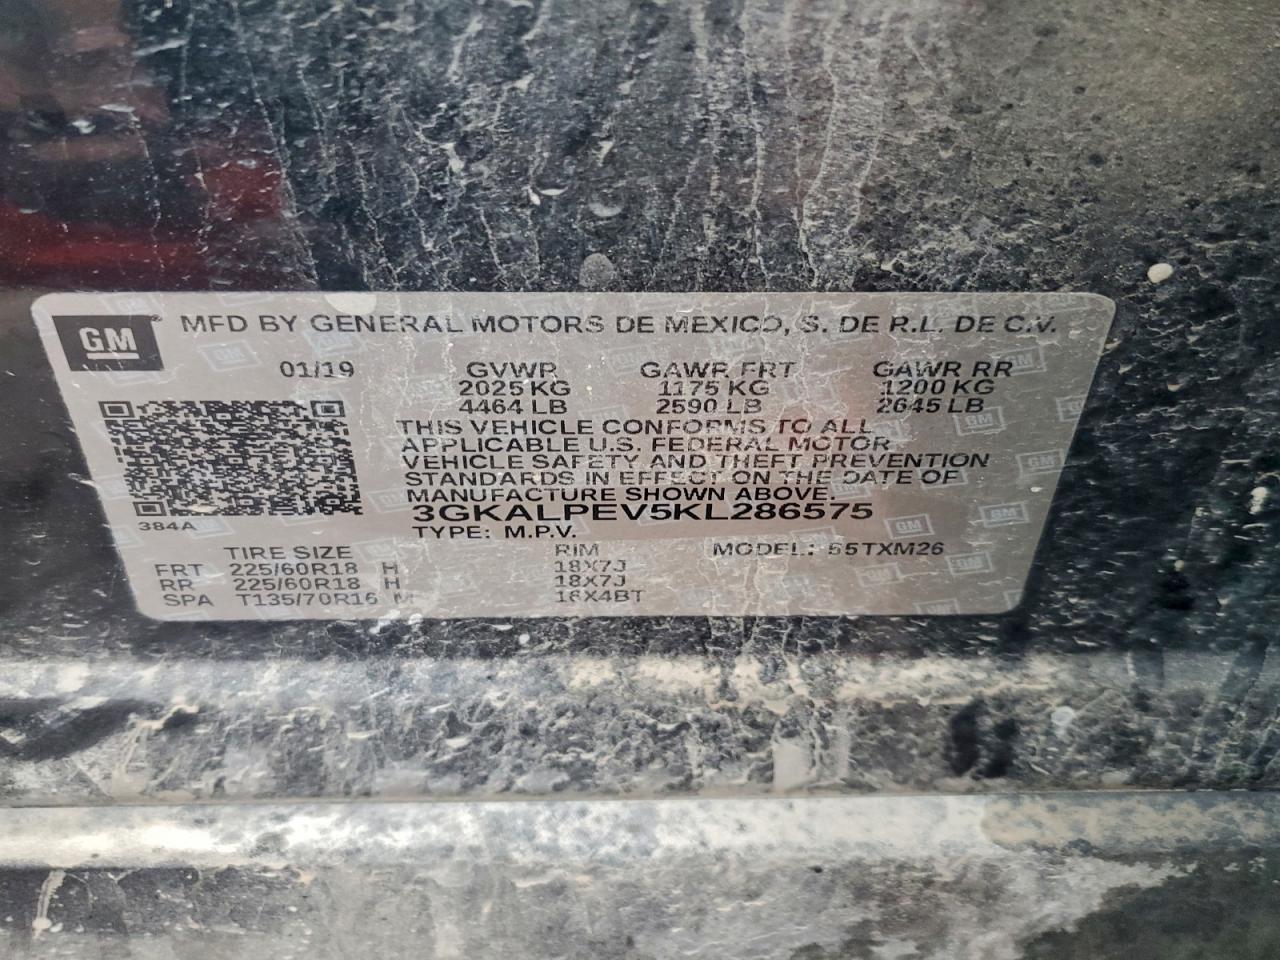 GM
MFD BY GENERAL MOTORS DE MEXICO, S. DE R.L. DE C.V.
01/19 GVWR GAWR FRT GAWR RR
2025 KG 1175 KG 1200 KG
4464 LB 2590 LB 2645 LB
THIS VEHICLE CONFORMS TO ALL
APPLICABLE U.S. FEDERAL MOTOR
VEHICLE SAFETY AND THEFT PREVENTION
STANDARDS IN EFFECT ON THE DATE OF
MANUFACTURE SHOWN ABOVE.
3GKALPEV5KL286575
384A
TYPE: M.P.V.
TIRE SIZE RIM MODEL: 55TXM26
FRT 225/60R18 H 18X7J
RR 225/60R18 H 18X7J
SPA T135/70R16 M 16X4BT